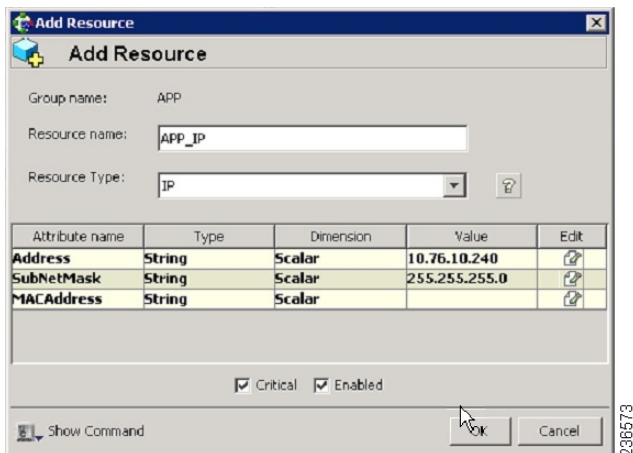 Add Resource
Add Resource
Group name: APP
Resource name: APP_IP
Resource Type: IP
Attribute name Type Dimension Value Edit
Address String Scalar 10.76.10.240
SubNetMask String Scalar 255.255.255.0
MACAddress String Scalar
Critical Enabled
Show Command OK Cancel
236573